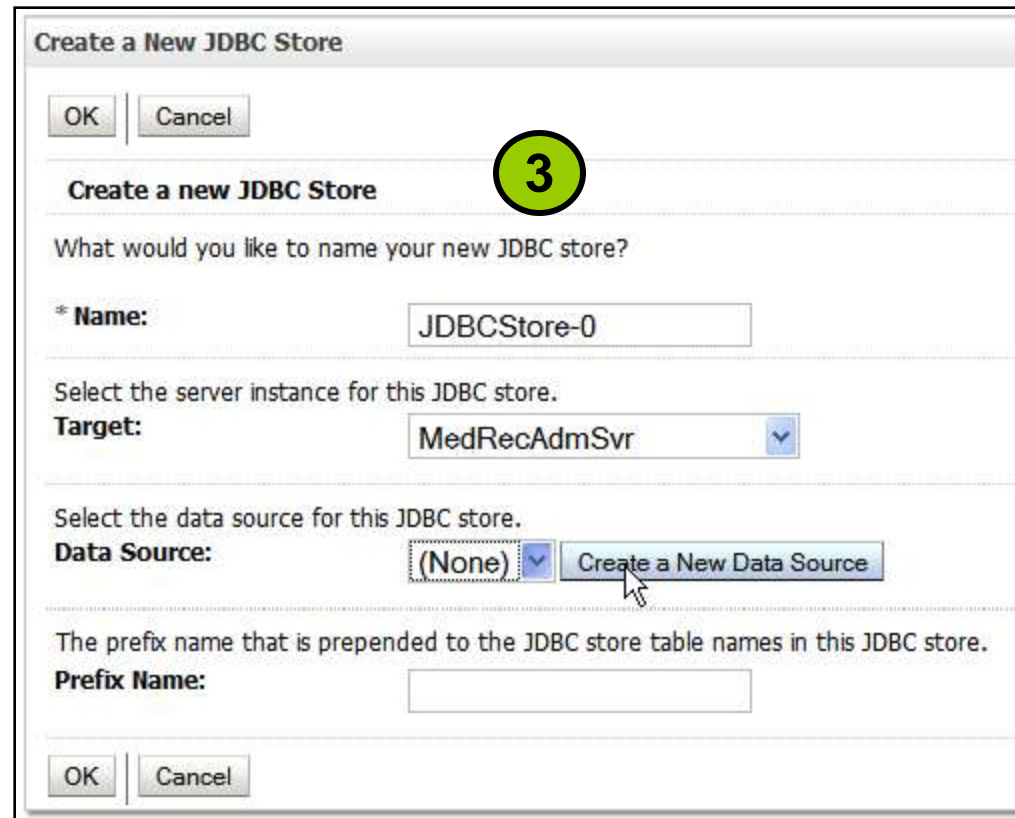 Create a New JDBC Store
OK Cancel
3
Create a new JDBC Store
What would you like to name your new JDBC store?
* Name: JDBCStore-0
Select the server instance for this JDBC store.
Target: MedRecAdmSvr
Select the data source for this JDBC store.
Data Source: (None) Create a New Data Source
The prefix name that is prepended to the JDBC store table names in this JDBC store.
Prefix Name:
OK Cancel